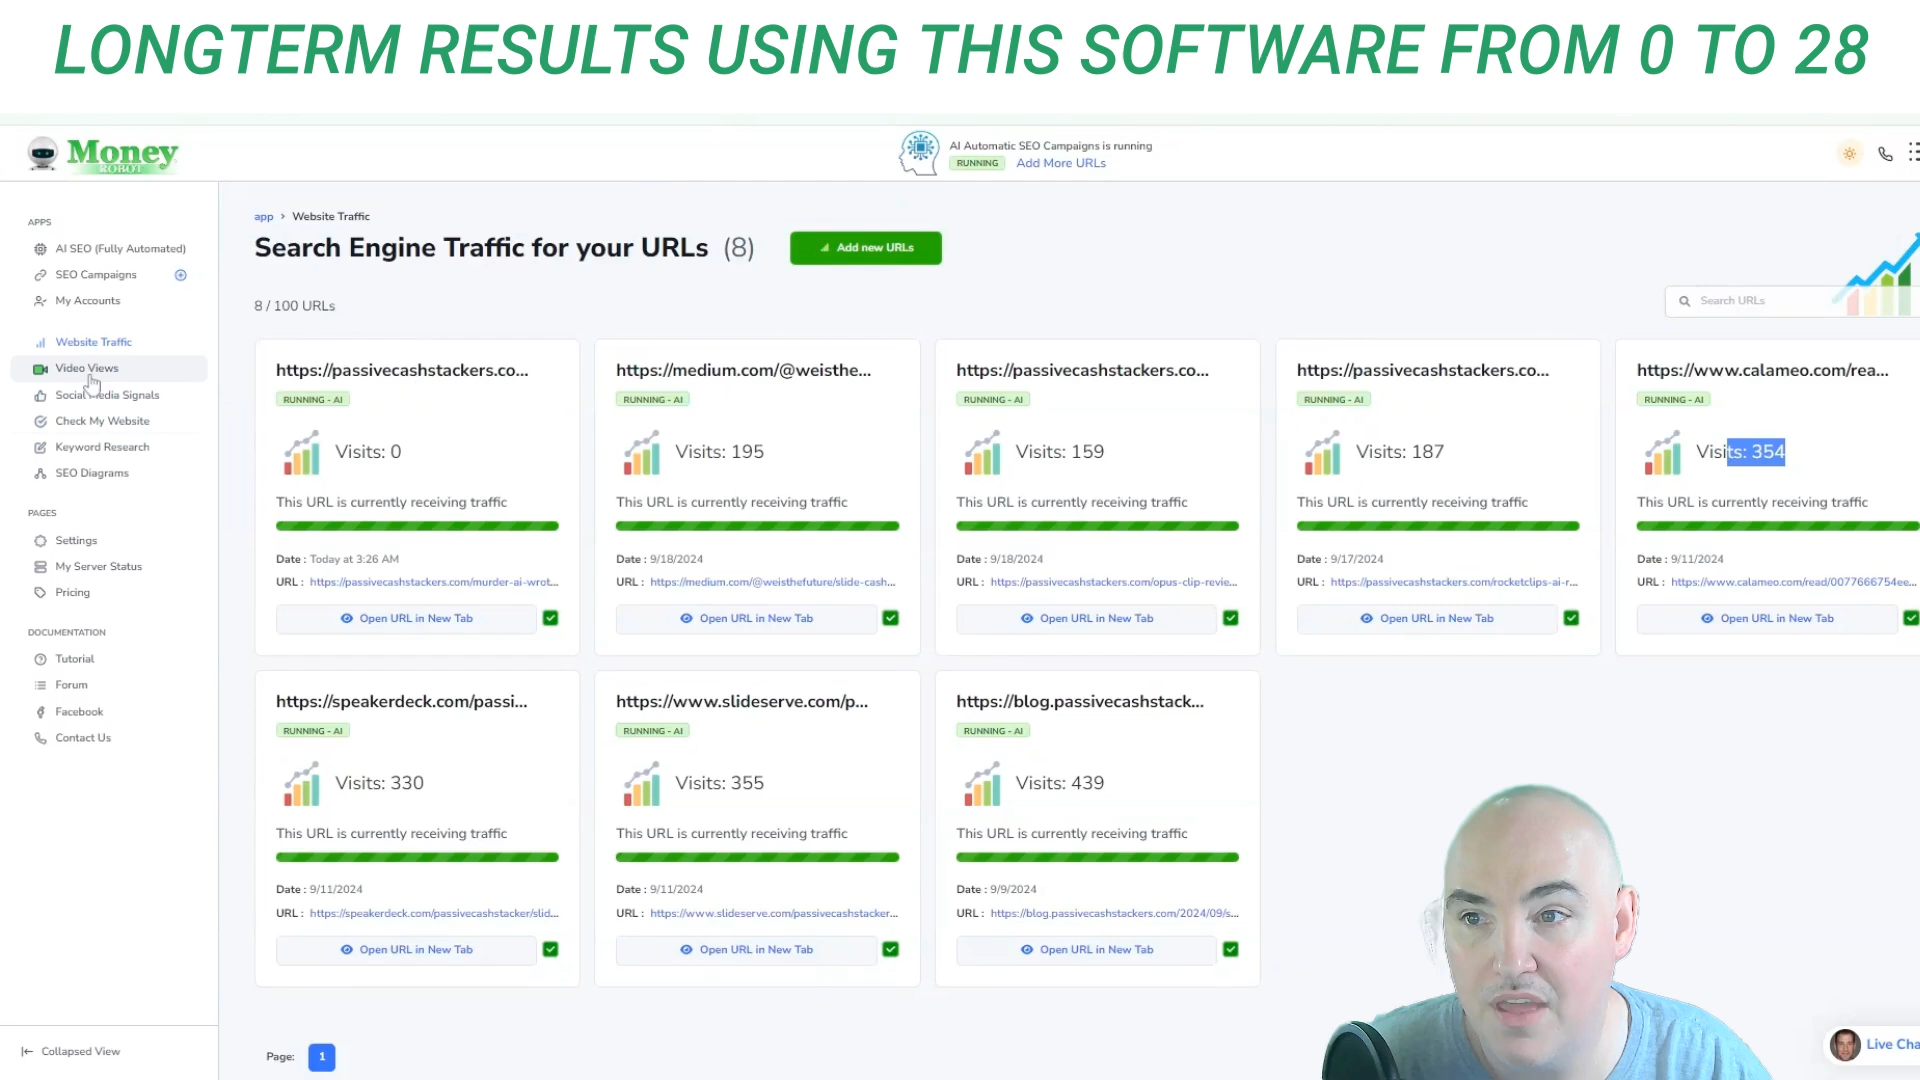 LONGTERM RESULTS USING THIS SOFTWARE FROM 0 TO 28
Money
ROBOT
AI Automatic SEO Campaigns is running
RUNNING Add More URLs
APPS
AI SEO (Fully Automated)
SEO Campaigns
My Accounts
Website Traffic
Video Views
Social Media Signals
Check My Website
Keyword Research
SEO Diagrams
PAGES
Settings
My Server Status
Pricing
DOCUMENTATION
Tutorial
Forum
Facebook
Contact Us
Collapsed View
app › Website Traffic
Search Engine Traffic for your URLs (8)
Add new URLs
8 / 100 URLs
Search URLs
https://passivecashstackers.co...
RUNNING - AI
Visits: 0
This URL is currently receiving traffic
Date : Today at 3:26 AM
URL : https://passivecashstackers.com/murder-ai-wrot...
Open URL in New Tab
https://medium.com/@weisthe...
RUNNING - AI
Visits: 195
This URL is currently receiving traffic
Date : 9/18/2024
URL : https://medium.com/@weisthefuture/slide-cash...
Open URL in New Tab
https://passivecashstackers.co...
RUNNING - AI
Visits: 159
This URL is currently receiving traffic
Date : 9/18/2024
URL : https://passivecashstackers.com/opus-clip-revie...
Open URL in New Tab
https://passivecashstackers.co...
RUNNING - AI
Visits: 187
This URL is currently receiving traffic
Date : 9/17/2024
URL : https://passivecashstackers.com/rocketclips-ai-r...
Open URL in New Tab
https://www.calameo.com/rea...
RUNNING - AI
Visits: 354
This URL is currently receiving traffic
Date : 9/11/2024
URL : https://www.calameo.com/read/0077666754ee...
Open URL in New Tab
https://speakerdeck.com/passi...
RUNNING - AI
Visits: 330
This URL is currently receiving traffic
Date : 9/11/2024
URL : https://speakerdeck.com/passivecashstacker/slid...
Open URL in New Tab
https://www.slideserve.com/p...
RUNNING - AI
Visits: 355
This URL is currently receiving traffic
Date : 9/11/2024
URL : https://www.slideserve.com/passivecashstacker...
Open URL in New Tab
https://blog.passivecashstack...
RUNNING - AI
Visits: 439
This URL is currently receiving traffic
Date : 9/9/2024
URL : https://blog.passivecashstackers.com/2024/09/s...
Open URL in New Tab
Page: 1
Live Cha